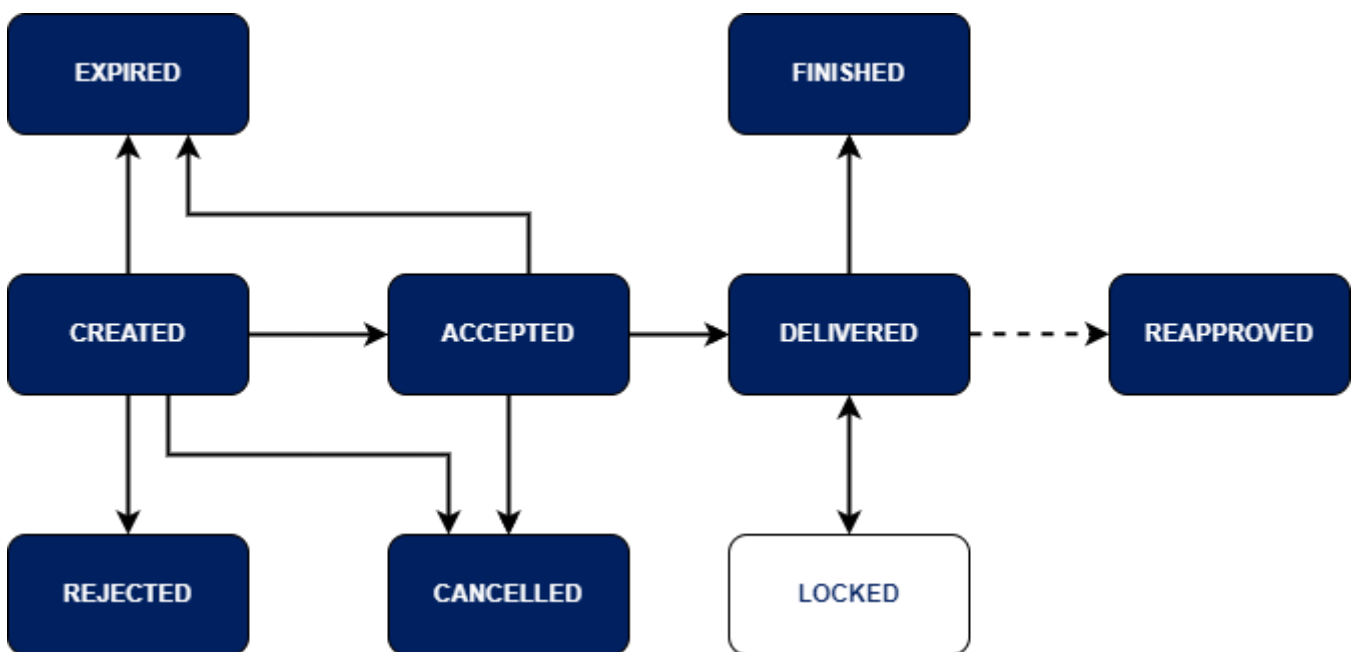 EXPIRED
FINISHED
CREATED
ACCEPTED
DELIVERED
REAPPROVED
REJECTED
CANCELLED
LOCKED